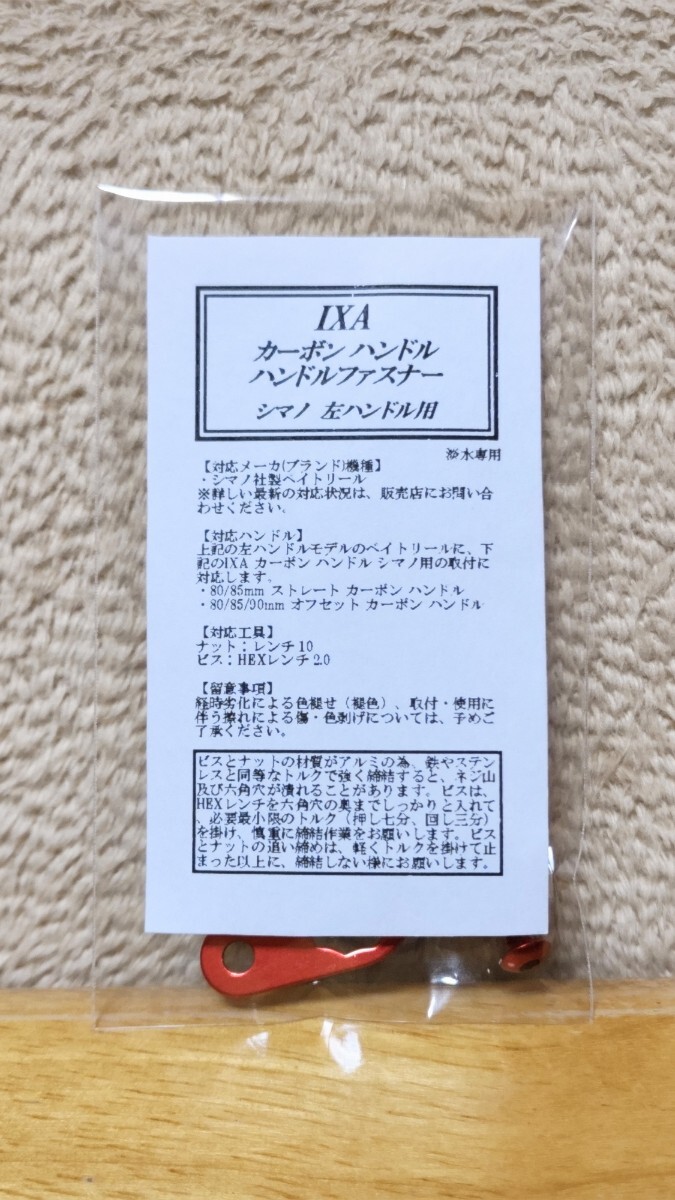 IXA
カーボン ハンドル
ハンドルファスナー
シマノ 左ハンドル用
淡水専用
【対応メーカ(ブランド)機種】
・シマノ社製ベイトリール
※詳しい最新の対応状況は、販売店にお問い合
わせください。
【対応ハンドル】
上記の左ハンドルモデルのベイトリールに、下
記のIXA カーボン ハンドル シマノ用の取付に
対応します。
・80/85mm ストレート カーボン ハンドル
・80/85/90mm オフセット カーボン ハンドル
【対応工具】
ナット：レンチ10
ビス：HEXレンチ2.0
【留意事項】
経時劣化による色褪せ（褪色）、取付・使用に
伴う擦れによる傷・色剥げについては、予めご
了承ください。
ビスとナットの材質がアルミの為、鉄やステン
レスと同等なトルクで強く締結すると、ネジ山
及び六角穴が潰れることがあります。ビスは、
HEXレンチを六角穴の奥までしっかりと入れて
、必要最小限のトルク（押し七分、回し三分）
を掛け、慎重に締結作業をお願いします。ビス
とナットの追い締めは、軽くトルクを掛けて止
まった以上に、締結しない様にお願いします。